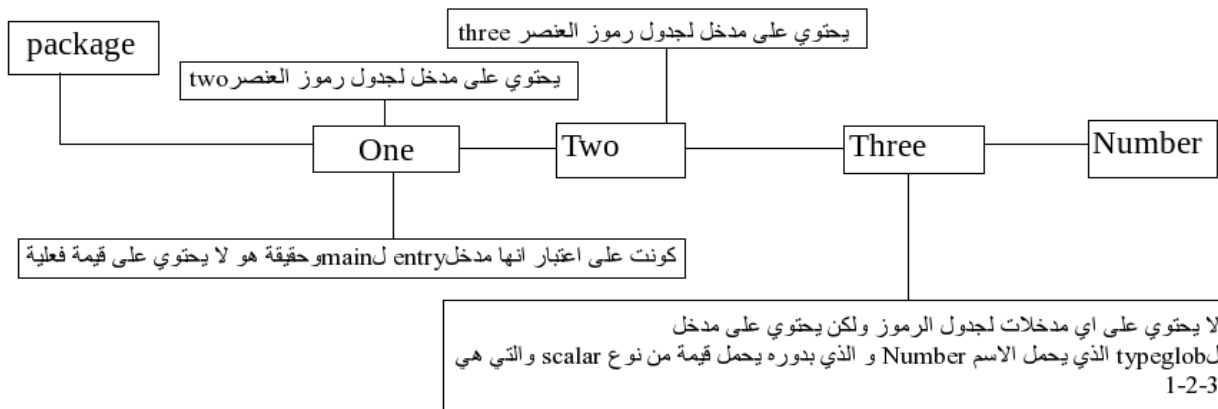 يحتوي على مدخل لجدول رموز العنصر three
package
يحتوي على مدخل لجدول رموز العنصرtwo
One
Two
Three
Number
كونت على اعتبار انها مدخلentry لmainوحقيقة هو لا يحتوي على قيمة فعلية
لا يحتوي على اي مدخلات لجدول الرموز ولكن يحتوي على مدخل
لtypeglob الذي يحمل الاسم Number و الذي بدوره يحمل قيمة من نوع scalar والتي هي
1-2-3